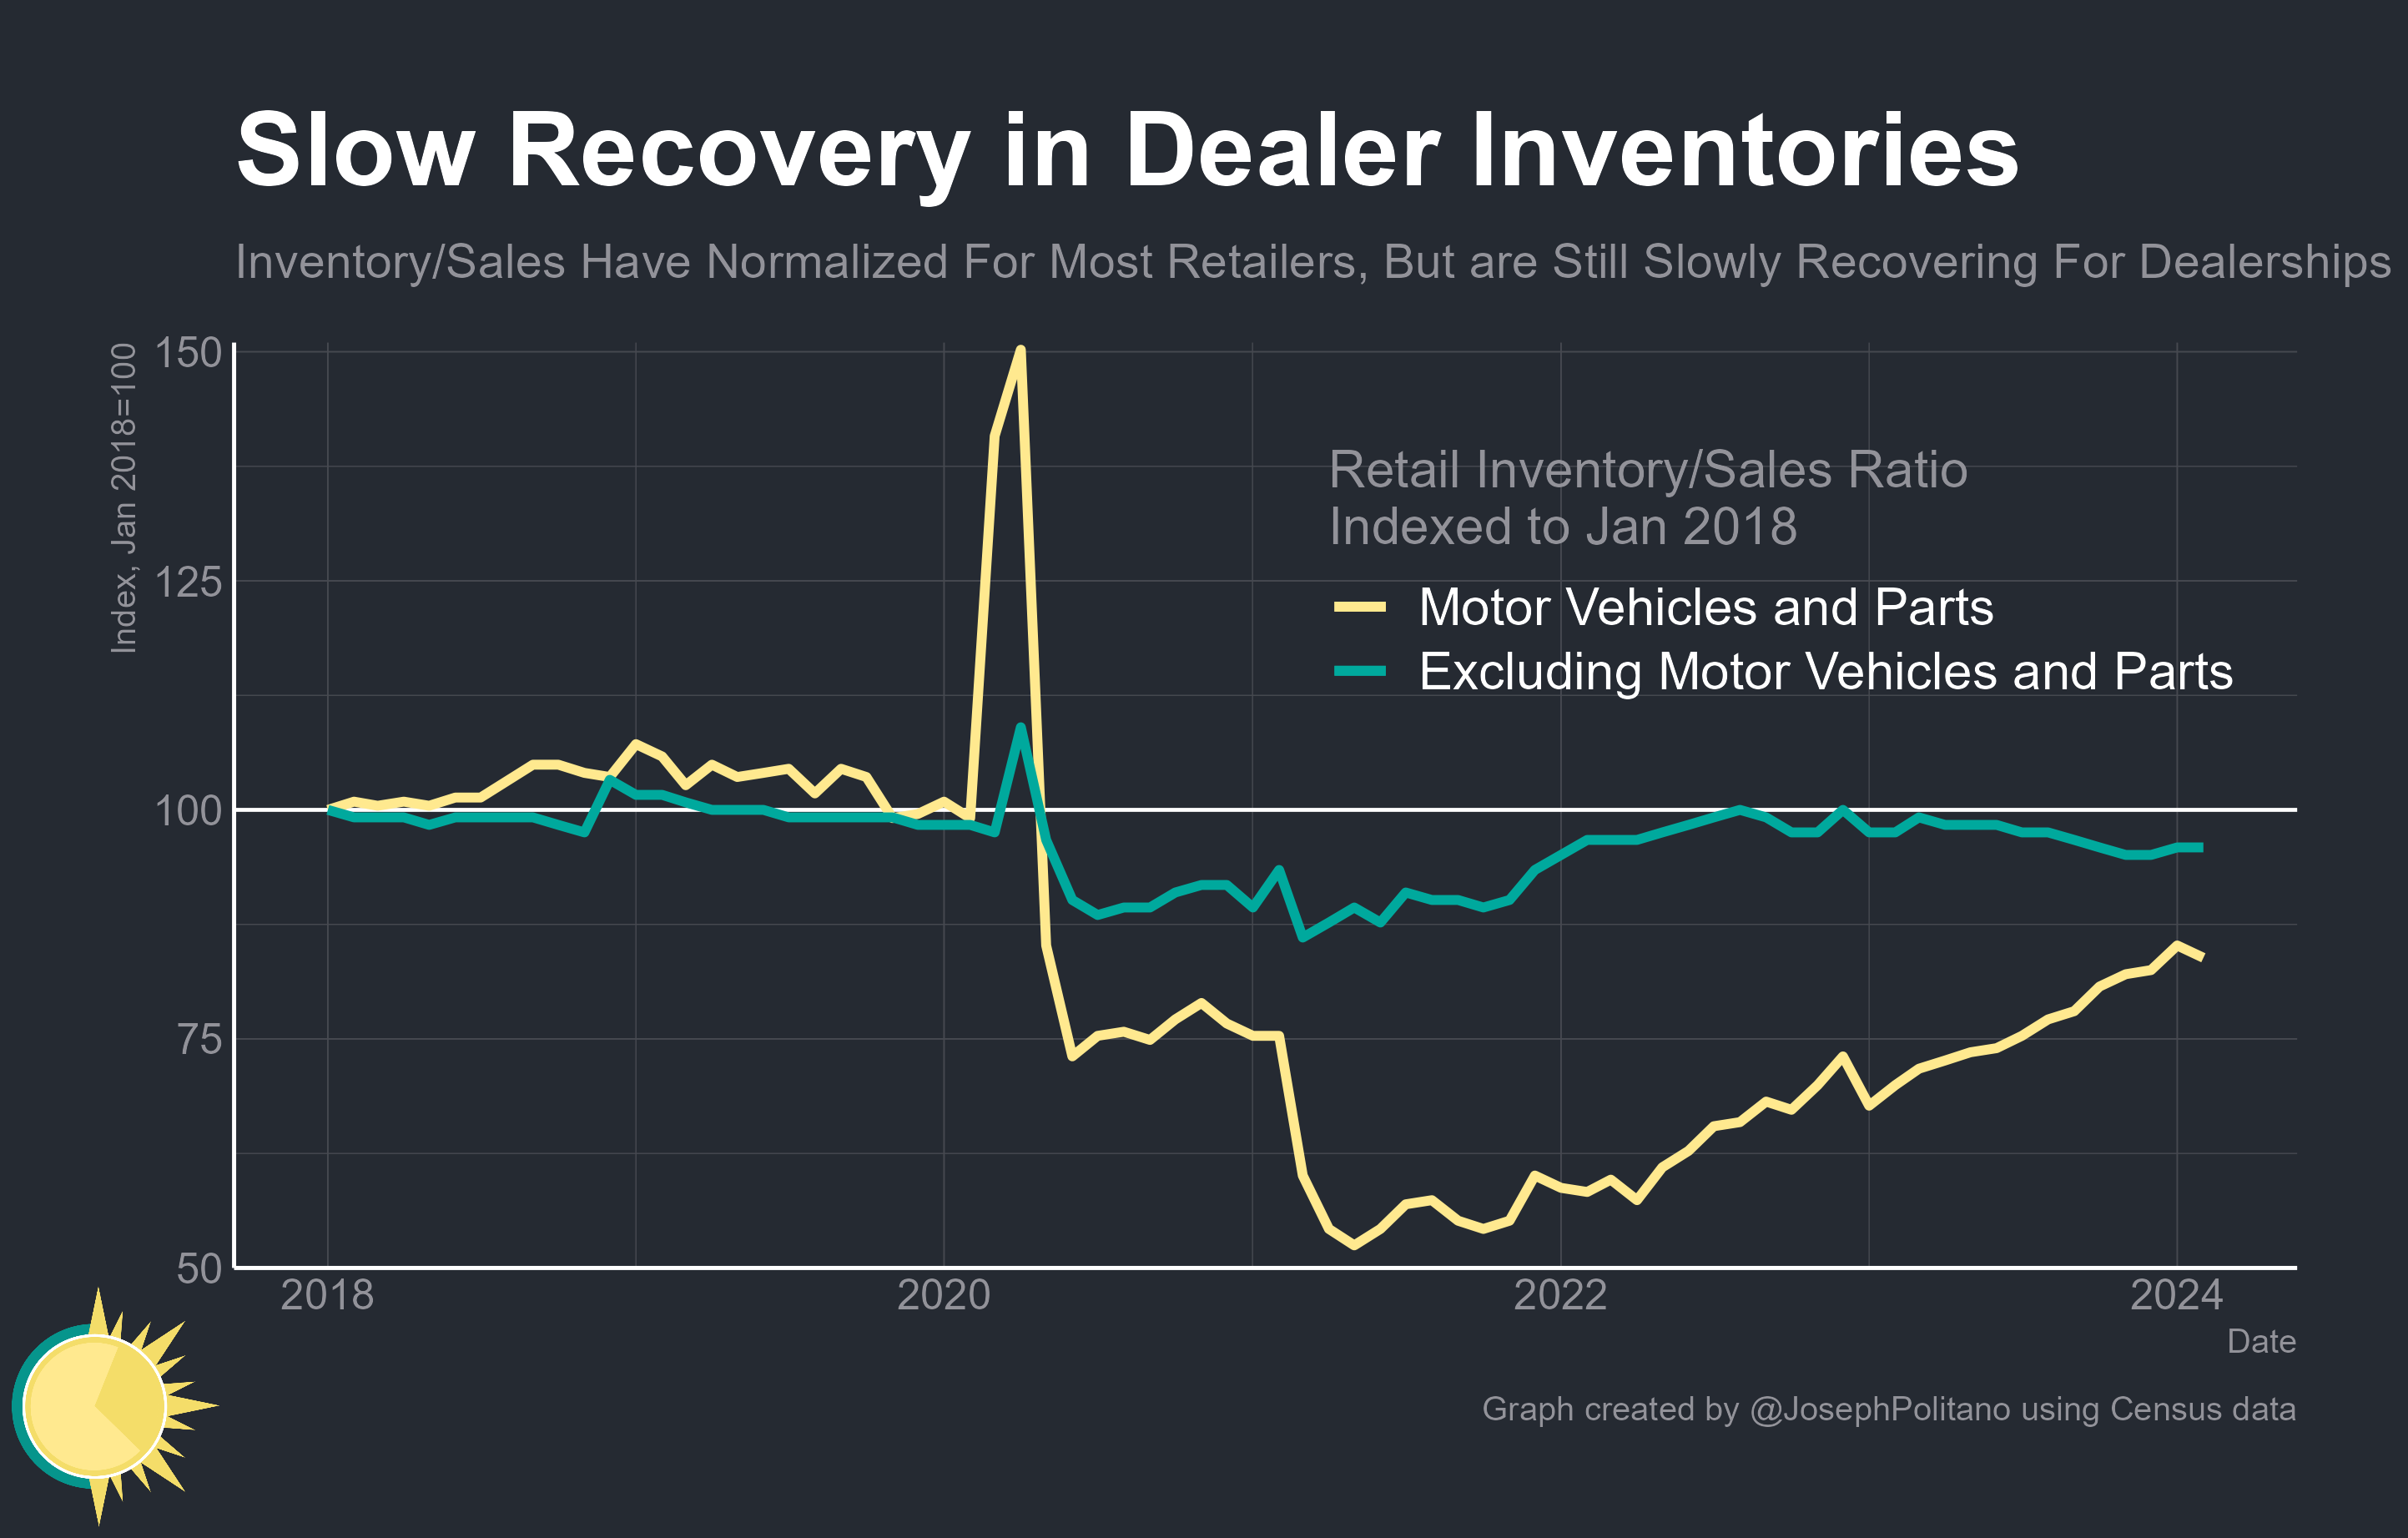 Slow Recovery in Dealer Inventories
Inventory/Sales Have Normalized For Most Retailers, But are Still Slowly Recovering For Dealerships
Index, Jan 2018=100
150
125
100
75
50
Retail Inventory/Sales Ratio
Indexed to Jan 2018
Motor Vehicles and Parts
Excluding Motor Vehicles and Parts
2018
2020
2022
2024
Date
Graph created by @JosephPolitano using Census data